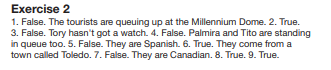 Exercise 2
1. False. The tourists are queuing up at the Millennium Dome. 2. True.
3. False. Tory hasn't got a watch. 4. False. Palmira and Tito are standing
in queue too. 5. False. They are Spanish. 6. True. They come from a
town called Toledo. 7. False. They are Canadian. 8. True. 9. True.